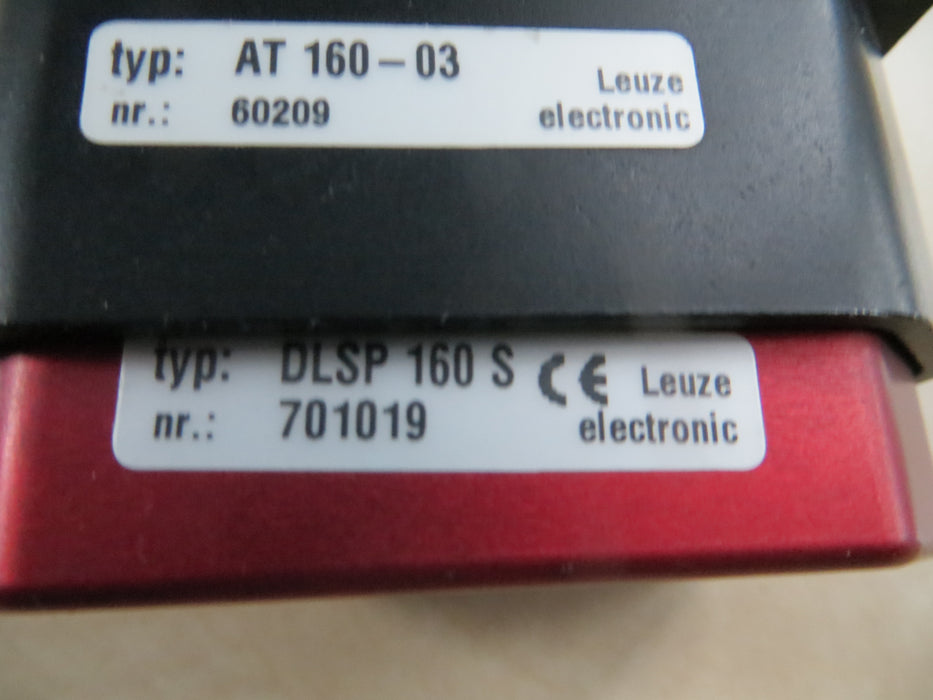 typ: AT 160-03
nr.: 60209
Leuze
electronic
typ: DLSP 160 S CE Leuze
nr.: 701019 electronic